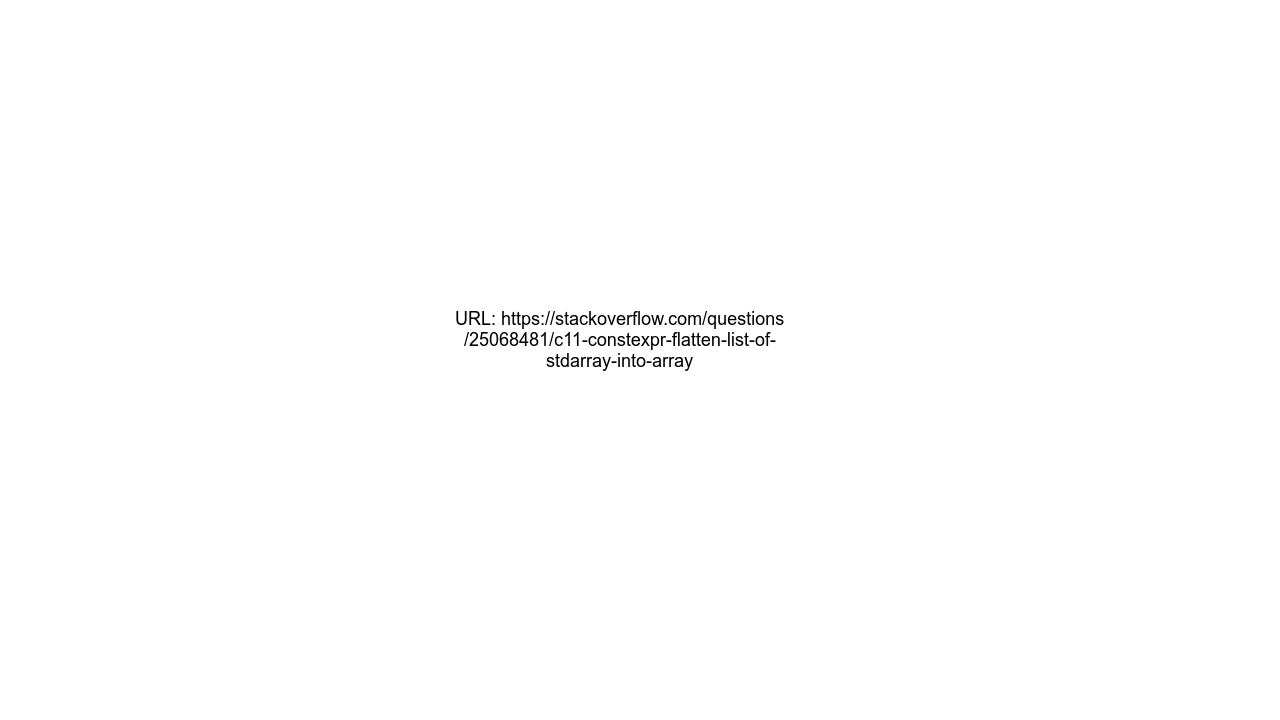 URL: https://stackoverflow.com/questions
/25068481/c11-constexpr-flatten-list-of-
stdarray-into-array